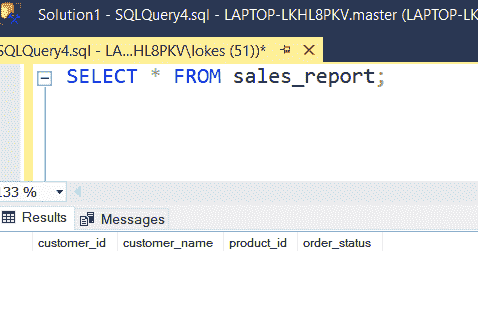 Solution1 - SQLQuery4.sql - LAPTOP-LKHL8PKV.master (LAPTOP-LK
SQLQuery4.sql - LA...HL8PKV\lokes (51))*
SELECT * FROM sales_report;
133 %
Results Messages
customer_id customer_name product_id order_status